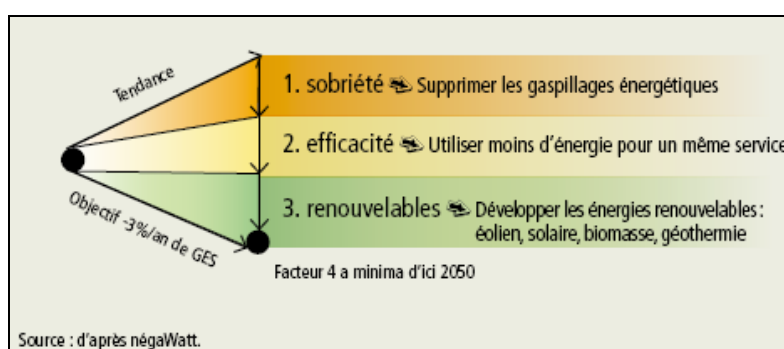 Tendance
1. sobriété Supprimer les gaspillages énergétiques
2. efficacité Utiliser moins d'énergie pour un même service
3. renouvelables Développer les énergies renouvelables :
éolien, solaire, biomasse, géothermie
Objectif -3%/an de GES
Facteur 4 a minima d'ici 2050
Source : d'après négaWatt.